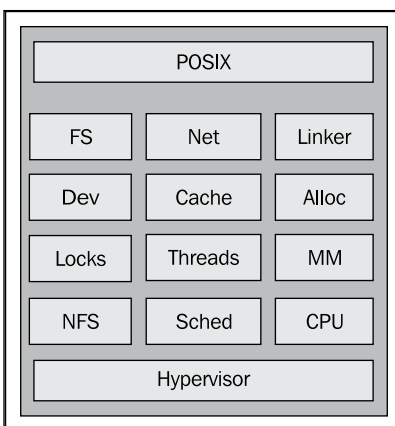 POSIX
FS Net Linker
Dev Cache Alloc
Locks Threads MM
NFS Sched CPU
Hypervisor